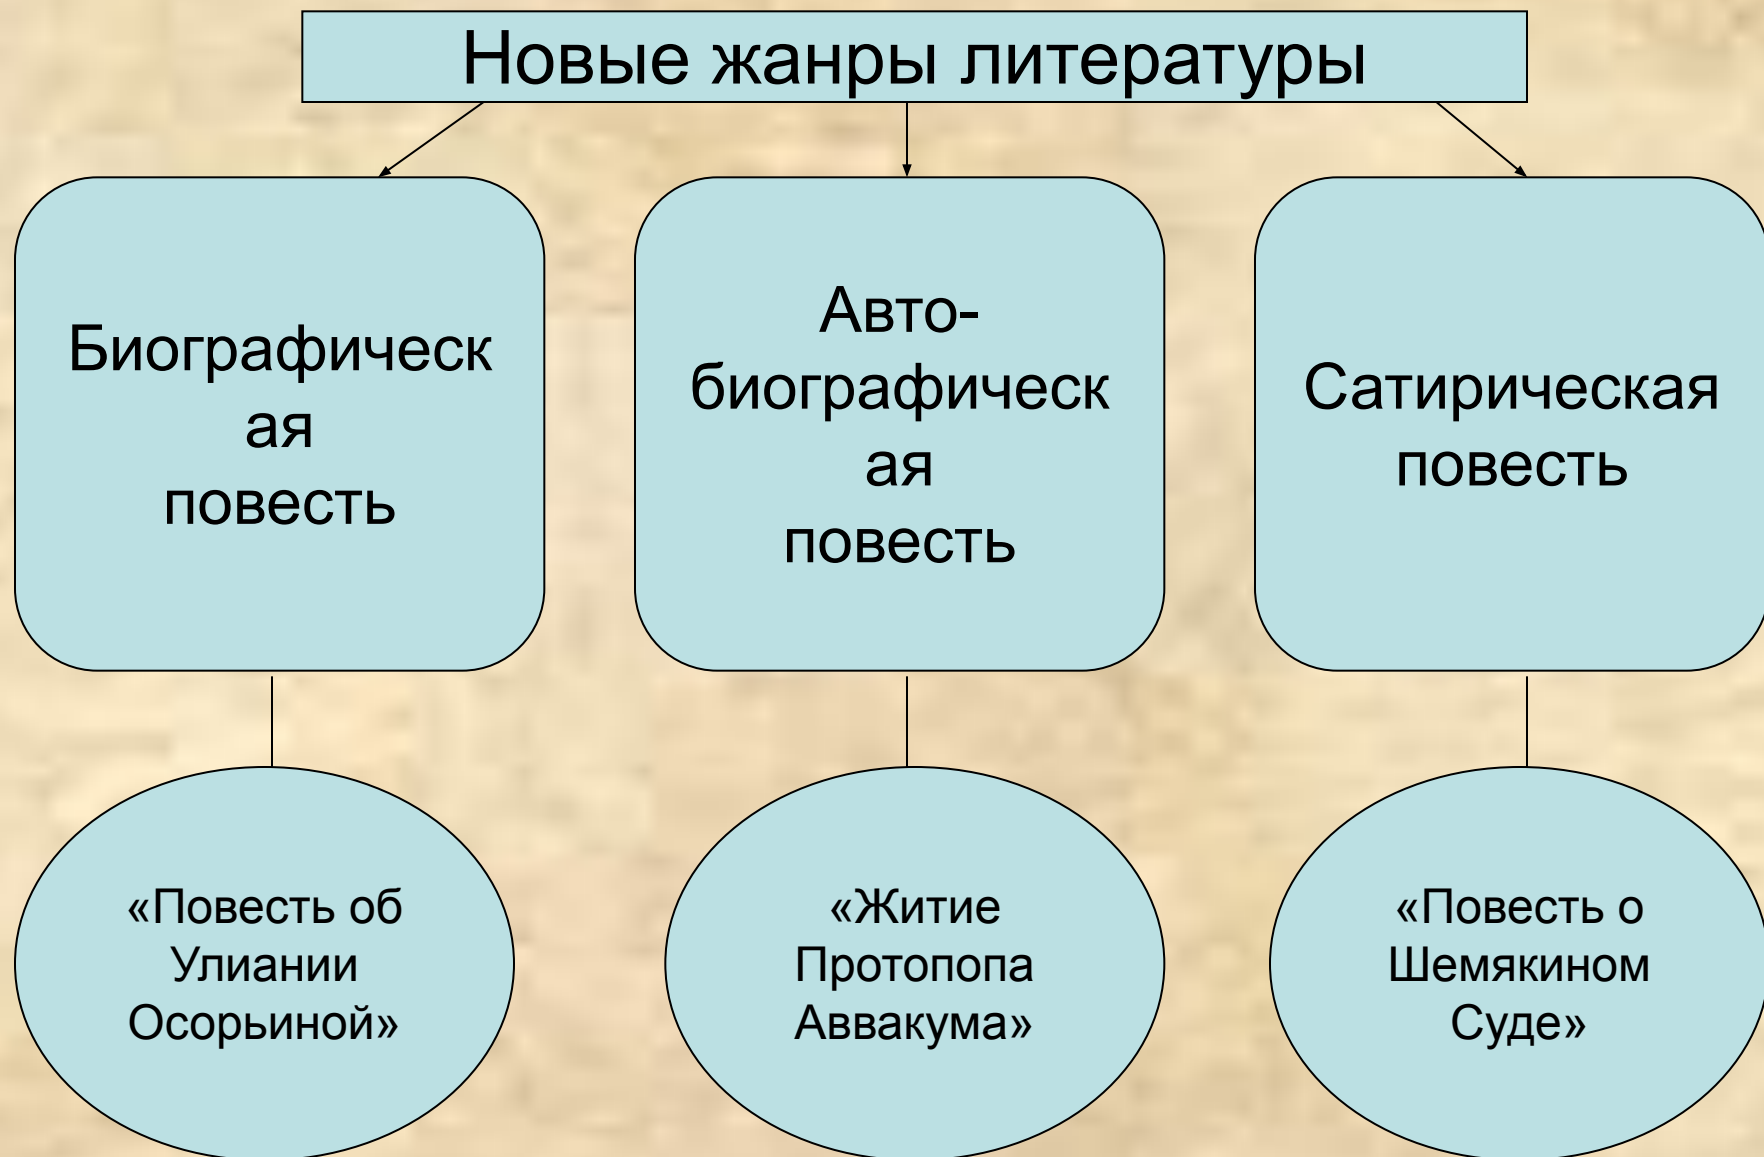 Новые жанры литературы
Биографическ
ая
повесть
Авто-
биографическ
ая
повесть
Сатирическая
повесть
«Повесть об
Улиании
Осорьиной»
«Житие
Протопопа
Аввакума»
«Повесть о
Шемякином
Суде»